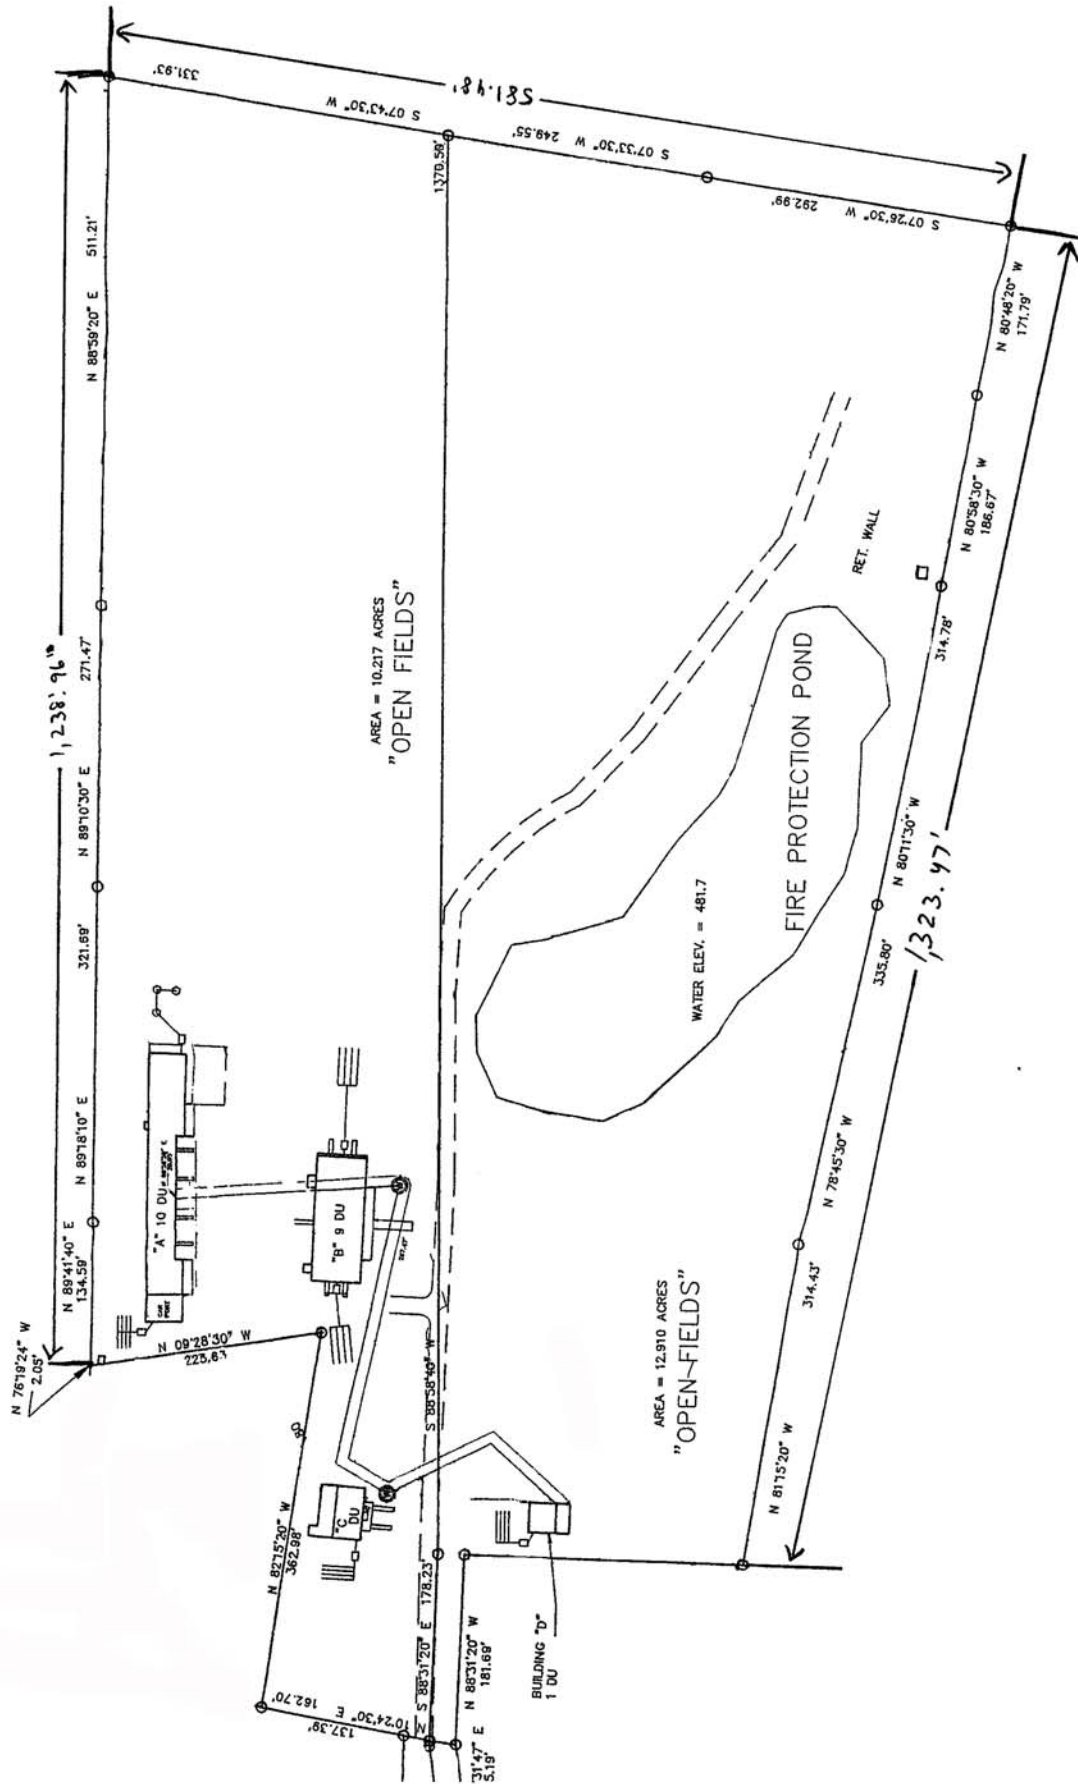 1,238'.96"
N 76°19'24" W
2.05'
N 89°41'40" E
134.59'
N 89°18'10" E
321.69'
N 89°10'30" E
271.47'
N 88°59'20" E
511.21'
331.93'
S 07°43'30" W
581.48'
S 07°33'30" W
249.55'
S 07°26'30" W
292.99'
1370.59'
"A" 10 DU
CAR
PORT
"B" 9 DU
"C"
DU
N 09°28'30" W
223.63
N 82°15'20" W
362.98'
S 88°58'40" W
AREA = 10.217 ACRES
"OPEN FIELDS"
N 10°24'30" E
162.70'
137.39'
S 88°31'20" E
178.23'
N 88°31'20" W
181.69'
31'47" E
5.19'
BUILDING "D"
1 DU
AREA = 12.910 ACRES
"OPEN FIELDS"
WATER ELEV. = 481.7
FIRE PROTECTION POND
RET. WALL
N 81°15'20" W
314.43'
N 78°45'30" W
335.80'
N 80°11'30" W
314.78'
N 80°58'30" W
186.67'
N 80°48'20" W
171.79'
1,323.97'